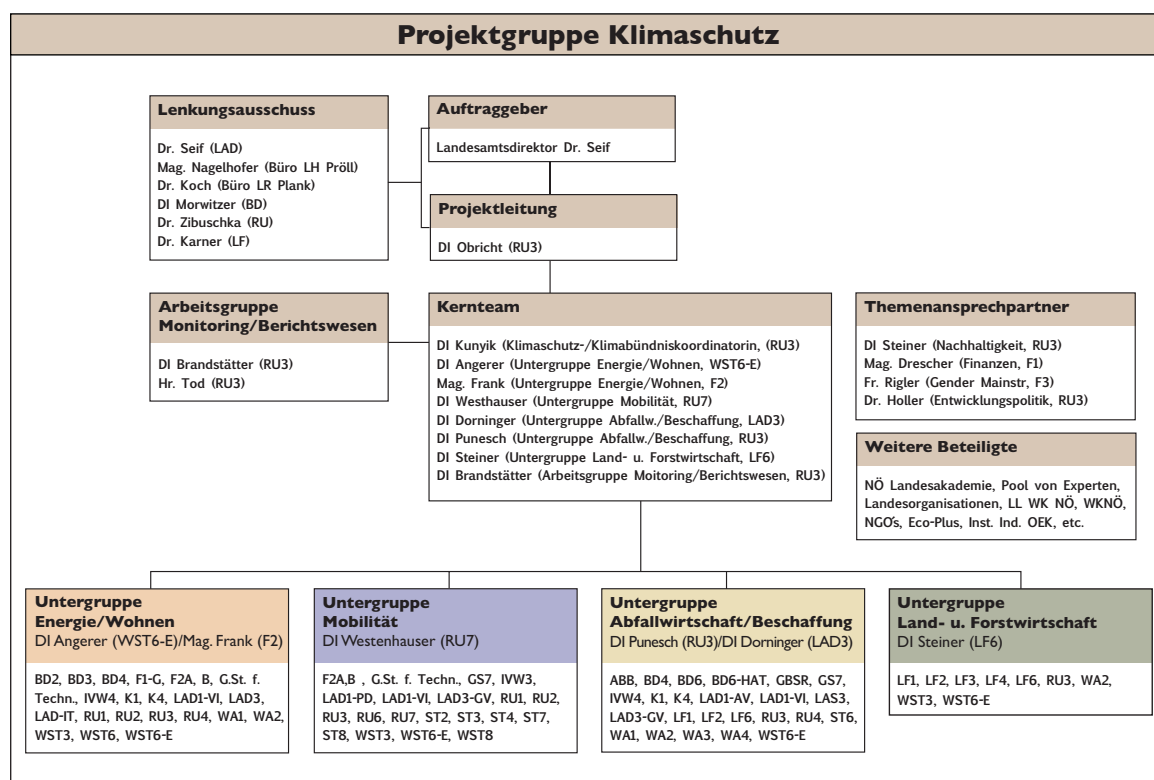 Projektgruppe Klimaschutz
Lenkungsausschuss
Dr. Seif (LAD)
Mag. Nagelhofer (Büro LH Pröll)
Dr. Koch (Büro LR Plank)
DI Morwitzer (BD)
Dr. Zibuschka (RU)
Dr. Karner (LF)
Auftraggeber
Landesamtsdirektor Dr. Seif
Projektleitung
DI Obricht (RU3)
Arbeitsgruppe
Monitoring/Berichtswesen
DI Brandstätter (RU3)
Hr. Tod (RU3)
Kernteam
DI Kunyik (Klimaschutz-/Klimabündniskoordinatorin, (RU3)
DI Angerer (Untergruppe Energie/Wohnen, WST6-E)
Mag. Frank (Untergruppe Energie/Wohnen, F2)
DI Westhauser (Untergruppe Mobilität, RU7)
DI Dorninger (Untergruppe Abfallw./Beschaffung, LAD3)
DI Punesch (Untergruppe Abfallw./Beschaffung, RU3)
DI Steiner (Untergruppe Land- u. Forstwirtschaft, LF6)
DI Brandstätter (Arbeitsgruppe Moitoring/Berichtswesen, RU3)
Themenansprechpartner
DI Steiner (Nachhaltigkeit, RU3)
Mag. Drescher (Finanzen, F1)
Fr. Rigler (Gender Mainstr, F3)
Dr. Holler (Entwicklungspolitik, RU3)
Weitere Beteiligte
NÖ Landesakademie, Pool von Experten,
Landesorganisationen, LL WK NÖ, WKNÖ,
NGO's, Eco-Plus, Inst. Ind. OEK, etc.
Untergruppe
Energie/Wohnen
DI Angerer (WST6-E)/Mag. Frank (F2)
BD2, BD3, BD4, F1-G, F2A, B, G.St. f.
Techn., IVW4, K1, K4, LAD1-VI, LAD3,
LAD-IT, RU1, RU2, RU3, RU4, WA1, WA2,
WST3, WST6, WST6-E
Untergruppe
Mobilität
DI Westenhauser (RU7)
F2A,B , G.St. f. Techn., GS7, IVW3,
LAD1-PD, LAD1-VI, LAD3-GV, RU1, RU2,
RU3, RU6, RU7, ST2, ST3, ST4, ST7,
ST8, WST3, WST6-E, WST8
Untergruppe
Abfallwirtschaft/Beschaffung
DI Punesch (RU3)/DI Dorninger (LAD3)
ABB, BD4, BD6, BD6-HAT, GBSR, GS7,
IVW4, K1, K4, LAD1-AV, LAD1-VI, LAS3,
LAD3-GV, LF1, LF2, LF6, RU3, RU4, ST6,
WA1, WA2, WA3, WA4, WST6-E
Untergruppe
Land- u. Forstwirtschaft
DI Steiner (LF6)
LF1, LF2, LF3, LF4, LF6, RU3, WA2,
WST3, WST6-E